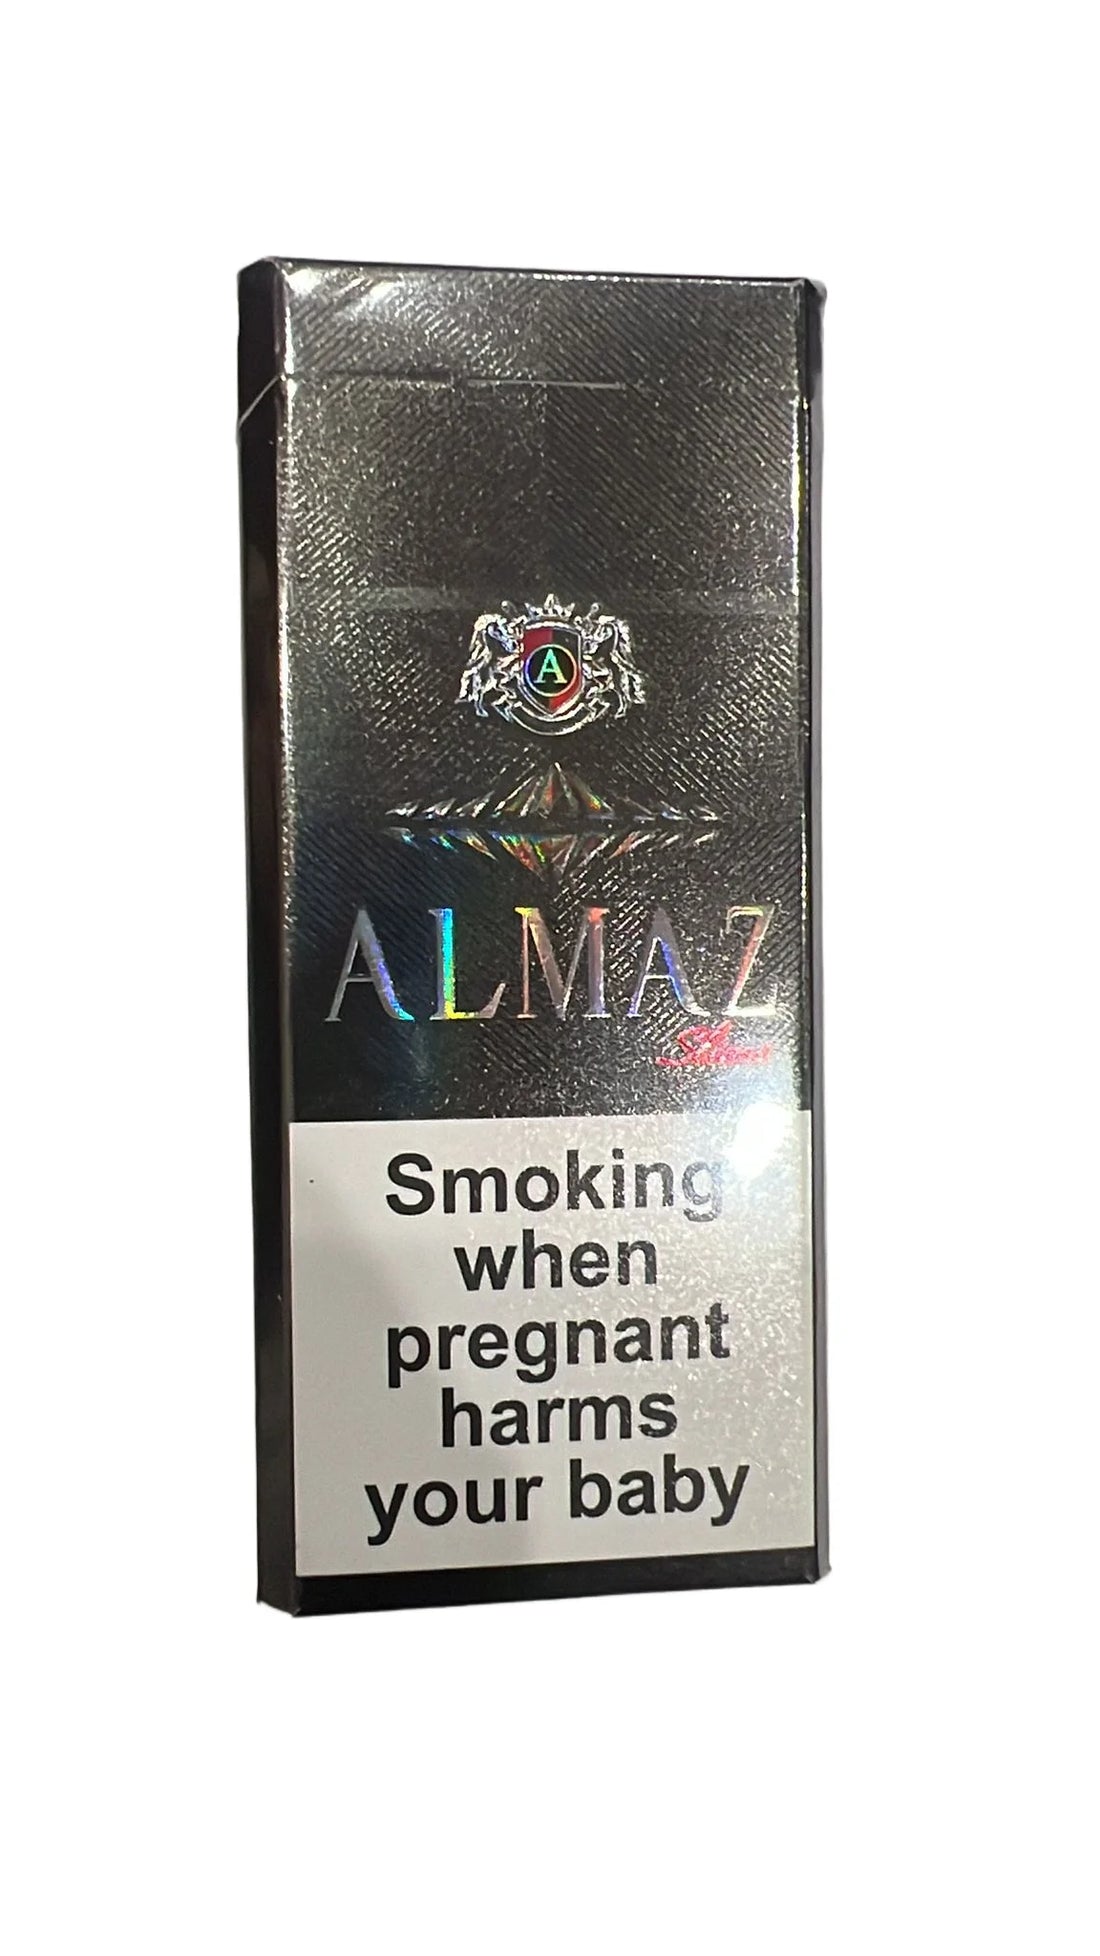 A
ALMAZ
Smoking
when
pregnant
harms
your baby